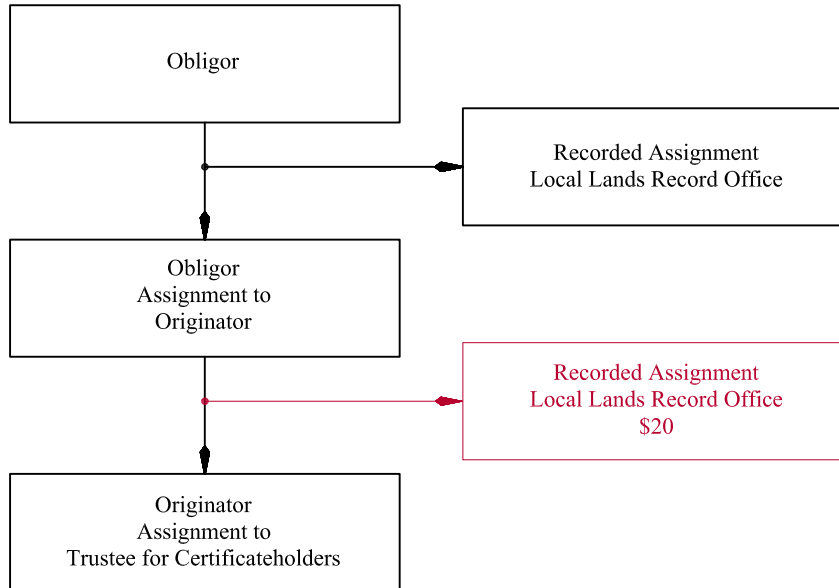 Obligor
Recorded Assignment
Local Lands Record Office
Obligor
Assignment to
Originator
Recorded Assignment
Local Lands Record Office
$20
Originator
Assignment to
Trustee for Certificateholders